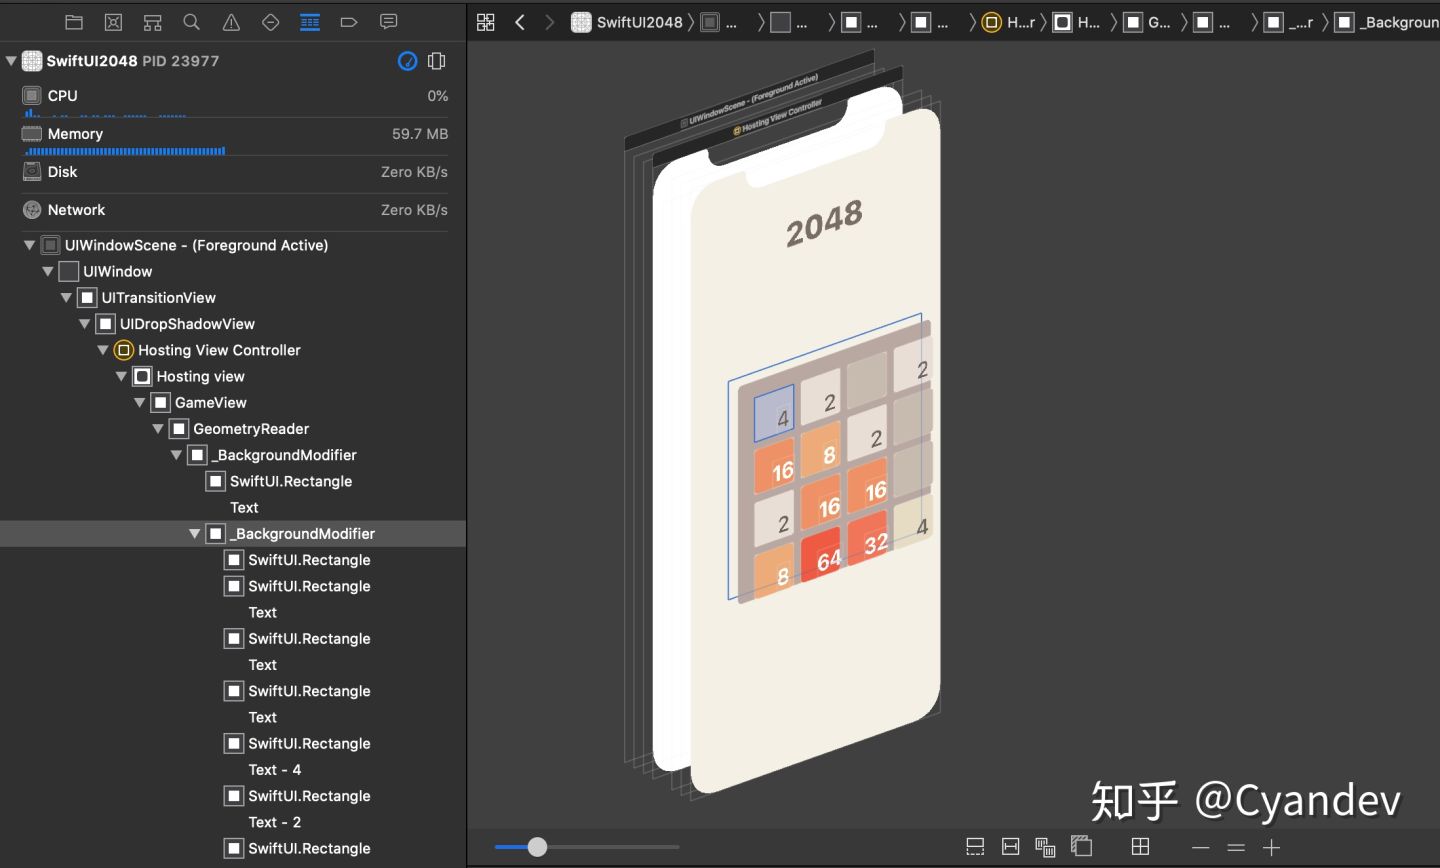 SwiftUI2048 PID 23977
CPU 0%
Memory 59.7 MB
Disk Zero KB/s
Network Zero KB/s
UIWindowScene - (Foreground Active)
UIWindow
UITransitionView
UIDropShadowView
Hosting View Controller
Hosting view
GameView
GeometryReader
_BackgroundModifier
SwiftUI.Rectangle
Text
_BackgroundModifier
SwiftUI.Rectangle
SwiftUI.Rectangle
Text
SwiftUI.Rectangle
Text
SwiftUI.Rectangle
Text
SwiftUI.Rectangle
Text - 4
SwiftUI.Rectangle
Text - 2
SwiftUI.Rectangle
SwiftUI2048 ... ... ... ... H...r H... G... ... _...r _Backgroun
UIWindowScene - (Foreground Active)
Hosting View Controller
2048
4 2 2
16 8 2
2 16 16
8 64 32 4
知乎 @Cyandev